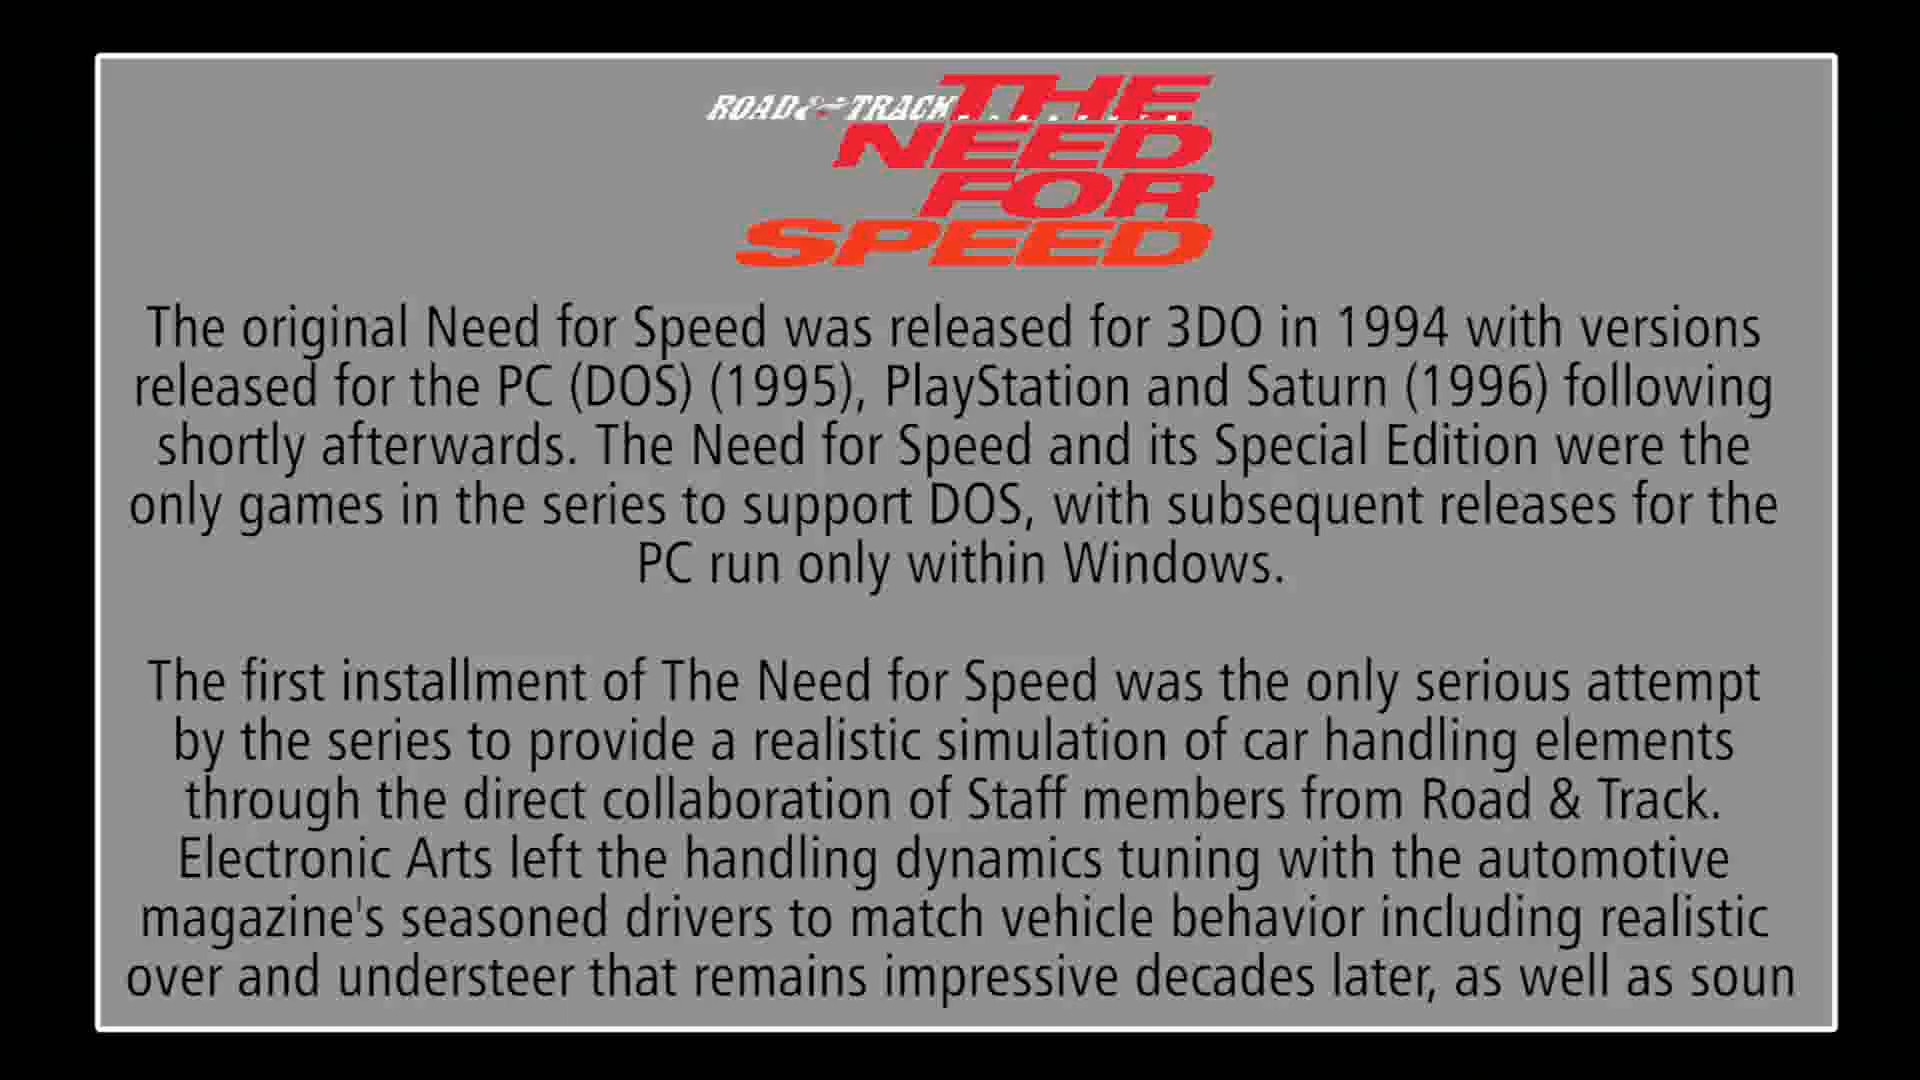 ROAD & TRACK THE
NEED
FOR
SPEED
The original Need for Speed was released for 3DO in 1994 with versions
released for the PC (DOS) (1995), PlayStation and Saturn (1996) following
shortly afterwards. The Need for Speed and its Special Edition were the
only games in the series to support DOS, with subsequent releases for the
PC run only within Windows.
The first installment of The Need for Speed was the only serious attempt
by the series to provide a realistic simulation of car handling elements
through the direct collaboration of Staff members from Road & Track.
Electronic Arts left the handling dynamics tuning with the automotive
magazine's seasoned drivers to match vehicle behavior including realistic
over and understeer that remains impressive decades later, as well as soun